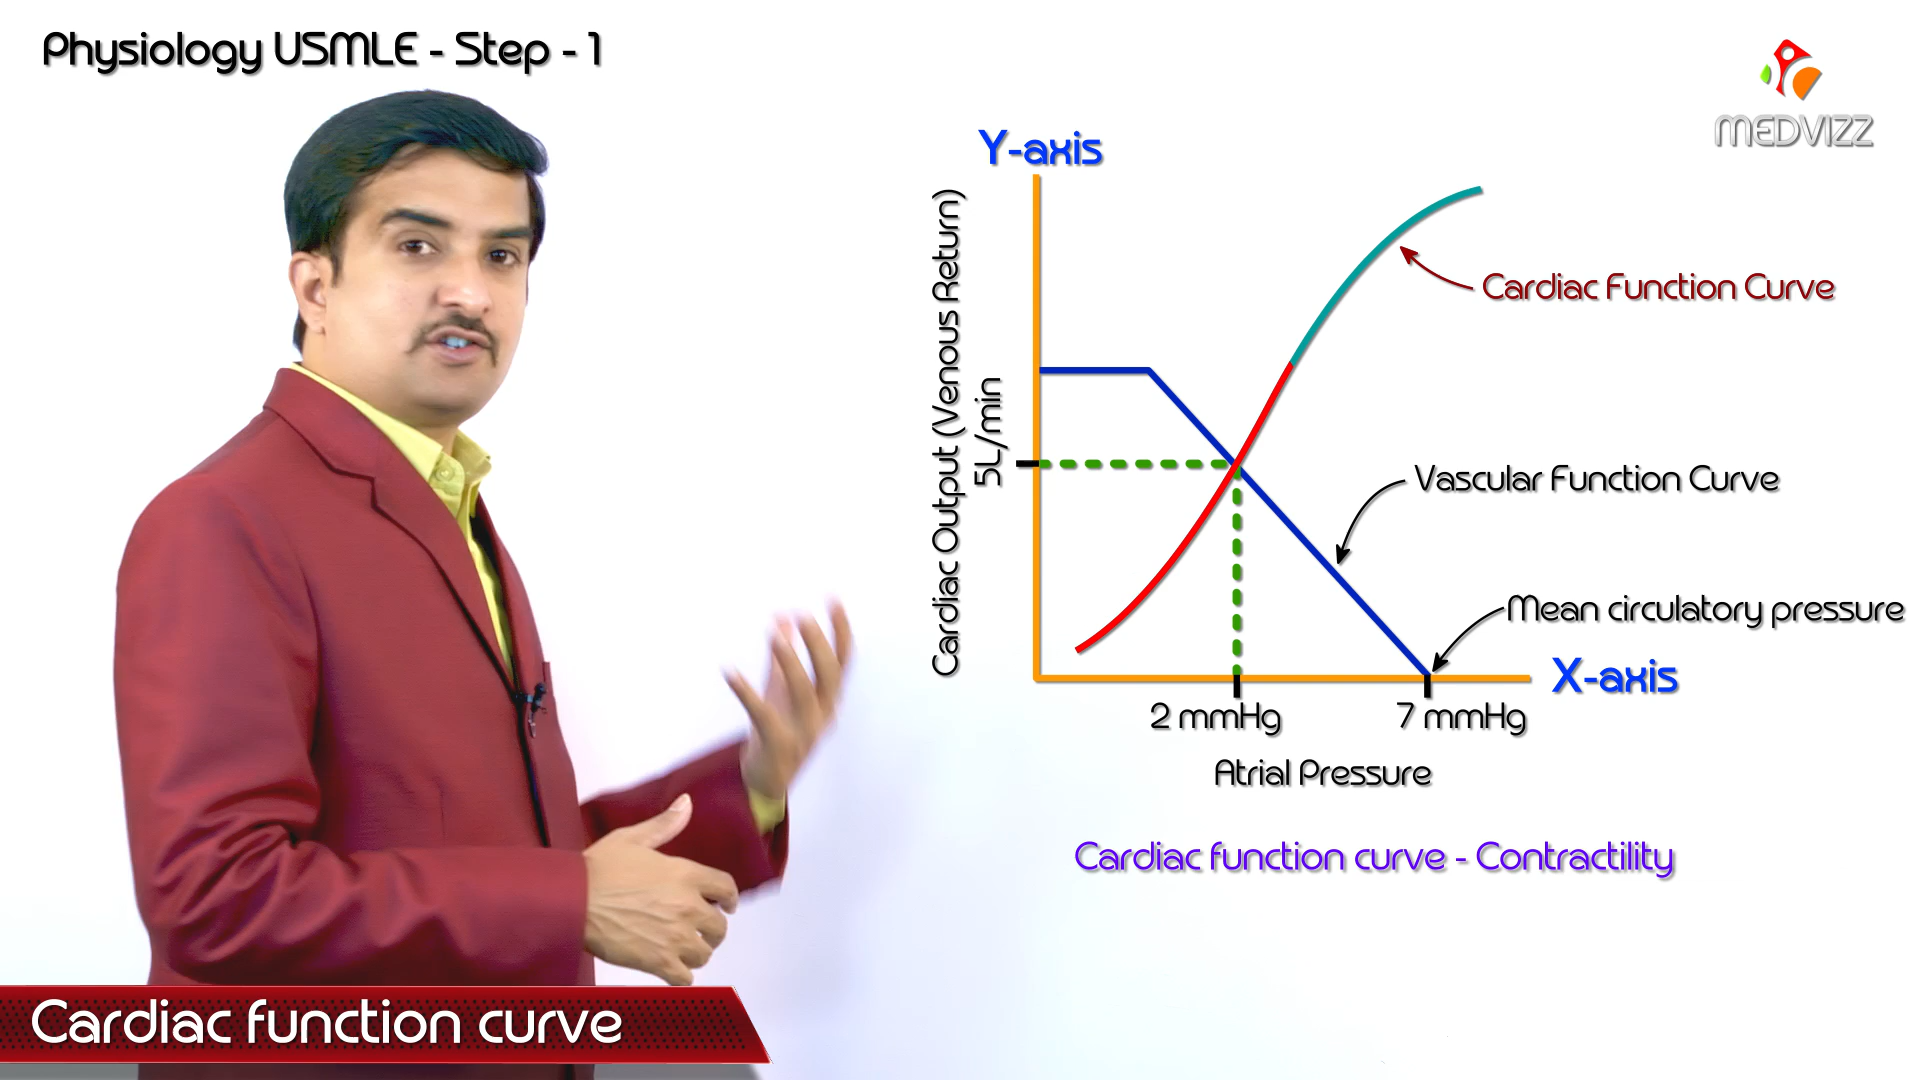 Physiology USMLE - Step - 1
MEDVIZZ
Y-axis
Cardiac Output (Venous Return)
5L/min
Cardiac Function Curve
Vascular Function Curve
Mean circulatory pressure
X-axis
2 mmHg
7 mmHg
Atrial Pressure
Cardiac function curve - Contractility
Cardiac function curve